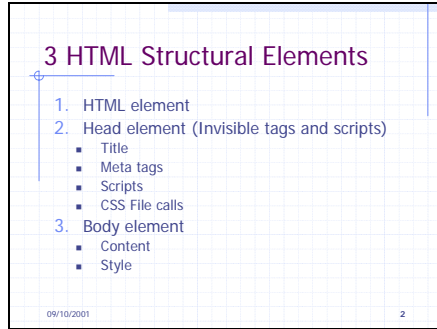 3 HTML Structural Elements
1. HTML element
2. Head element (Invisible tags and scripts)
■ Title
■ Meta tags
■ Scripts
■ CSS File calls
3. Body element
■ Content
■ Style
09/10/2001 2